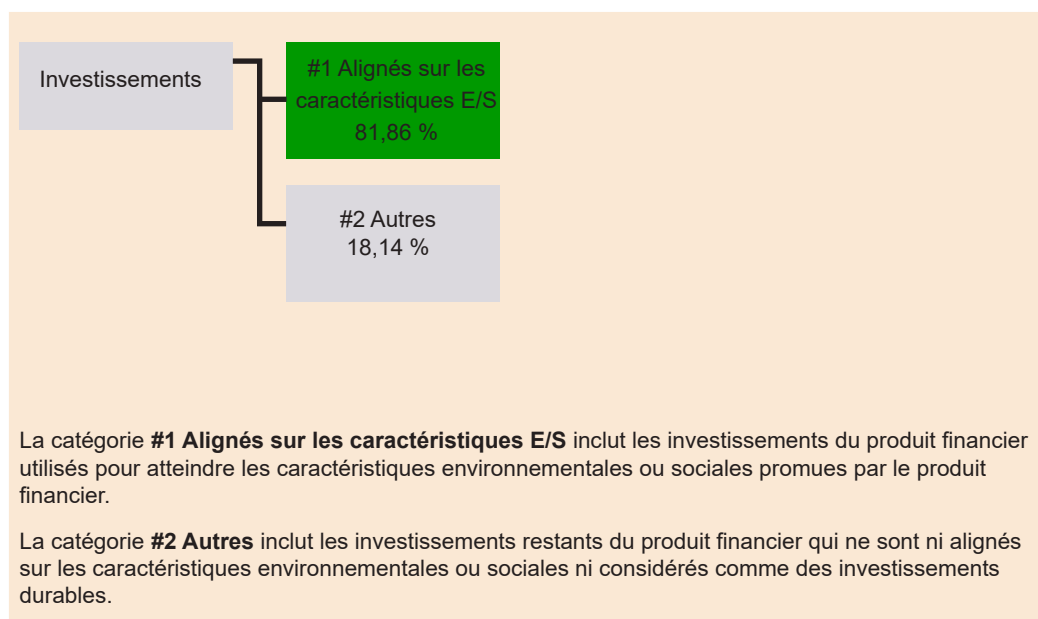 Investissements
#1 Alignés sur les
caractéristiques E/S
81,86 %
#2 Autres
18,14 %
La catégorie #1 Alignés sur les caractéristiques E/S inclut les investissements du produit financier
utilisés pour atteindre les caractéristiques environnementales ou sociales promues par le produit
financier.
La catégorie #2 Autres inclut les investissements restants du produit financier qui ne sont ni alignés
sur les caractéristiques environnementales ou sociales ni considérés comme des investissements
durables.